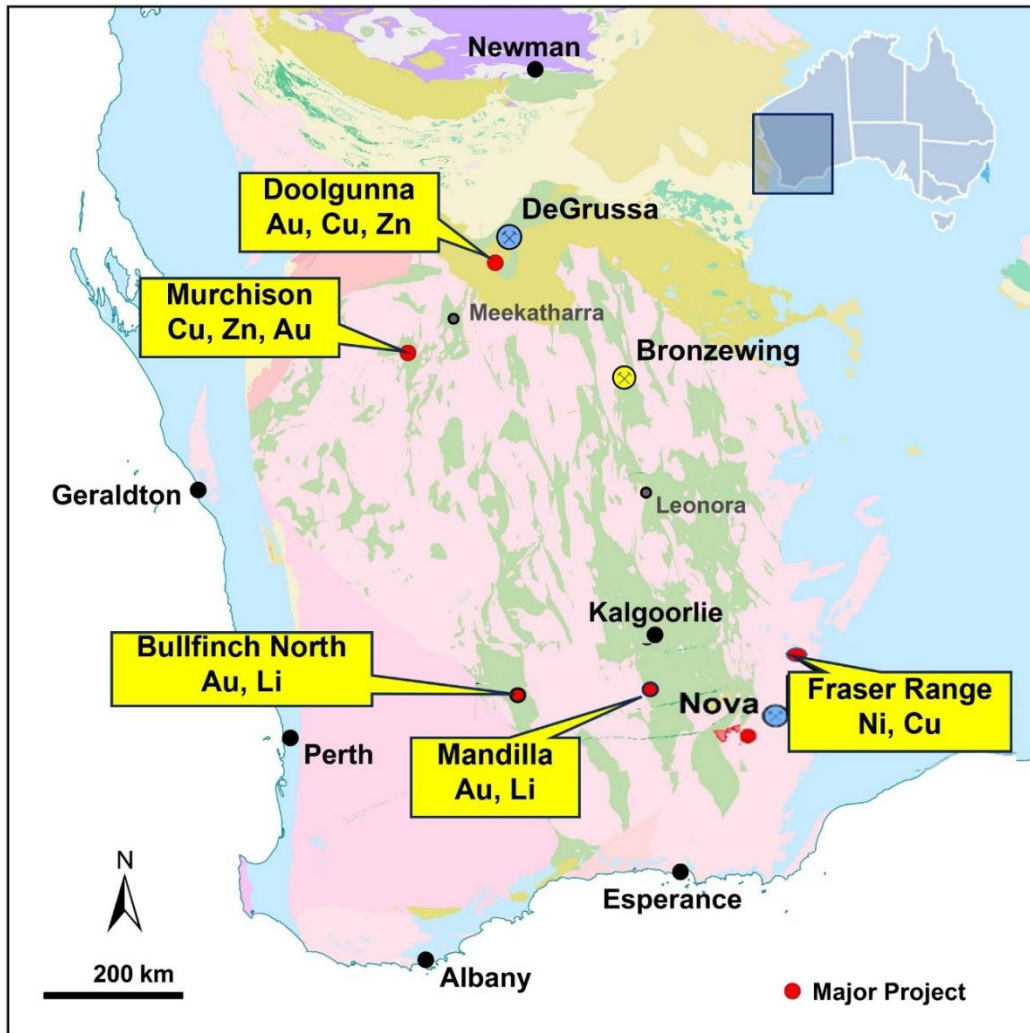 Newman
Doolgunna
Au, Cu, Zn
DeGrussa
Murchison
Cu, Zn, Au
Meekatharra
Bronzewing
Geraldton
Leonora
Kalgoorlie
Bullfinch North
Au, Li
Fraser Range
Ni, Cu
Nova
Perth
Mandilla
Au, Li
N
Esperance
200 km
Albany
Major Project